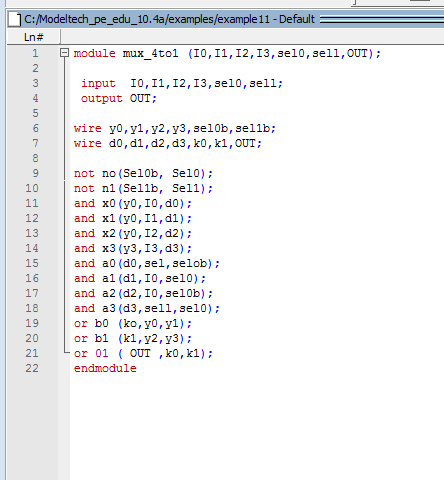 C:/Modeltech_pe_edu_10.4a/examples/example11 - Default
Ln#
1 module mux_4to1 (I0,I1,I2,I3,sel0,sel1,OUT);
2
3 input I0,I1,I2,I3,sel0,sell;
4 output OUT;
5
6 wire y0,y1,y2,y3,sel0b,sel1b;
7 wire d0,d1,d2,d3,k0,k1,OUT;
8
9 not no(Sel0b, Sel0);
10 not n1(Sel1b, Sel1);
11 and x0(y0,I0,d0);
12 and x1(y0,I1,d1);
13 and x2(y0,I2,d2);
14 and x3(y3,I3,d3);
15 and a0(d0,sel,selob);
16 and a1(d1,I0,sel0);
17 and a2(d2,I0,sel0b);
18 and a3(d3,sell,sel0);
19 or b0 (ko,y0,y1);
20 or b1 (k1,y2,y3);
21 or 01 ( OUT ,k0,k1);
22 endmodule